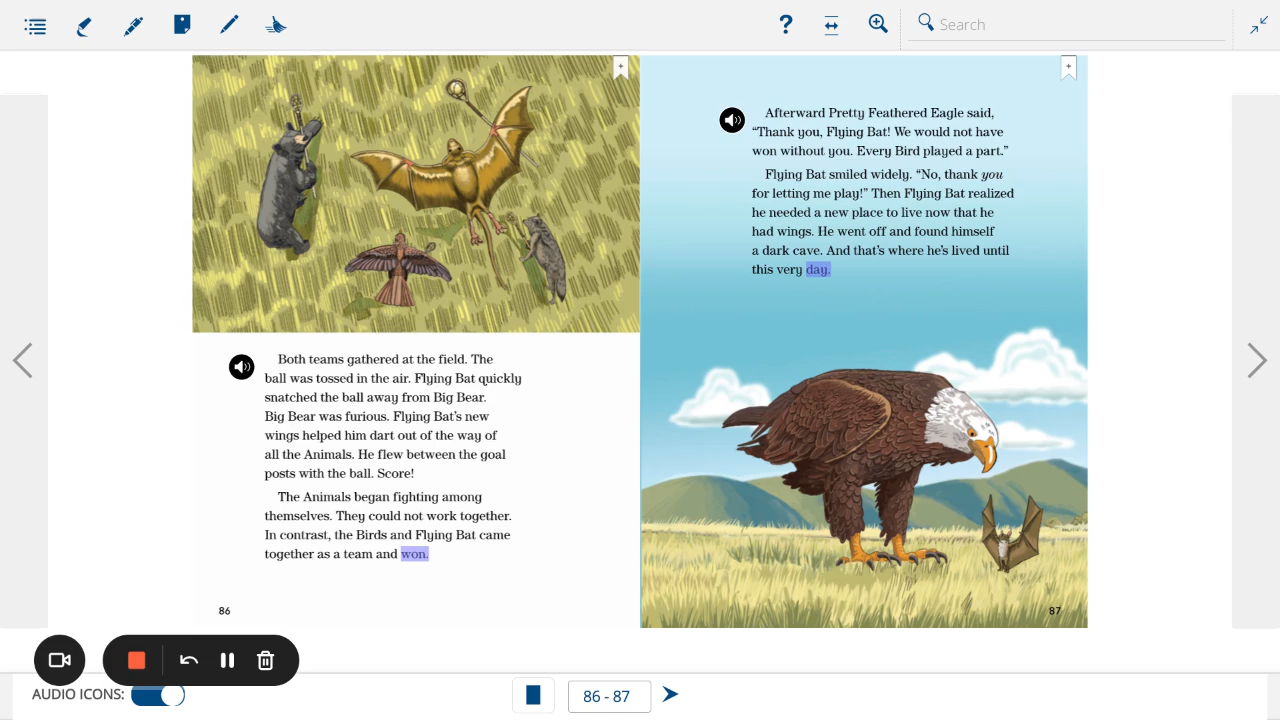 Search
Both teams gathered at the field. The
ball was tossed in the air. Flying Bat quickly
snatched the ball away from Big Bear.
Big Bear was furious. Flying Bat's new
wings helped him dart out of the way of
all the Animals. He flew between the goal
posts with the ball. Score!
The Animals began fighting among
themselves. They could not work together.
In contrast, the Birds and Flying Bat came
together as a team and won.
86
Afterward Pretty Feathered Eagle said,
“Thank you, Flying Bat! We would not have
won without you. Every Bird played a part.”
Flying Bat smiled widely. “No, thank you
for letting me play!” Then Flying Bat realized
he needed a new place to live now that he
had wings. He went off and found himself
a dark cave. And that's where he's lived until
this very day.
87
AUDIO ICONS:
86 - 87